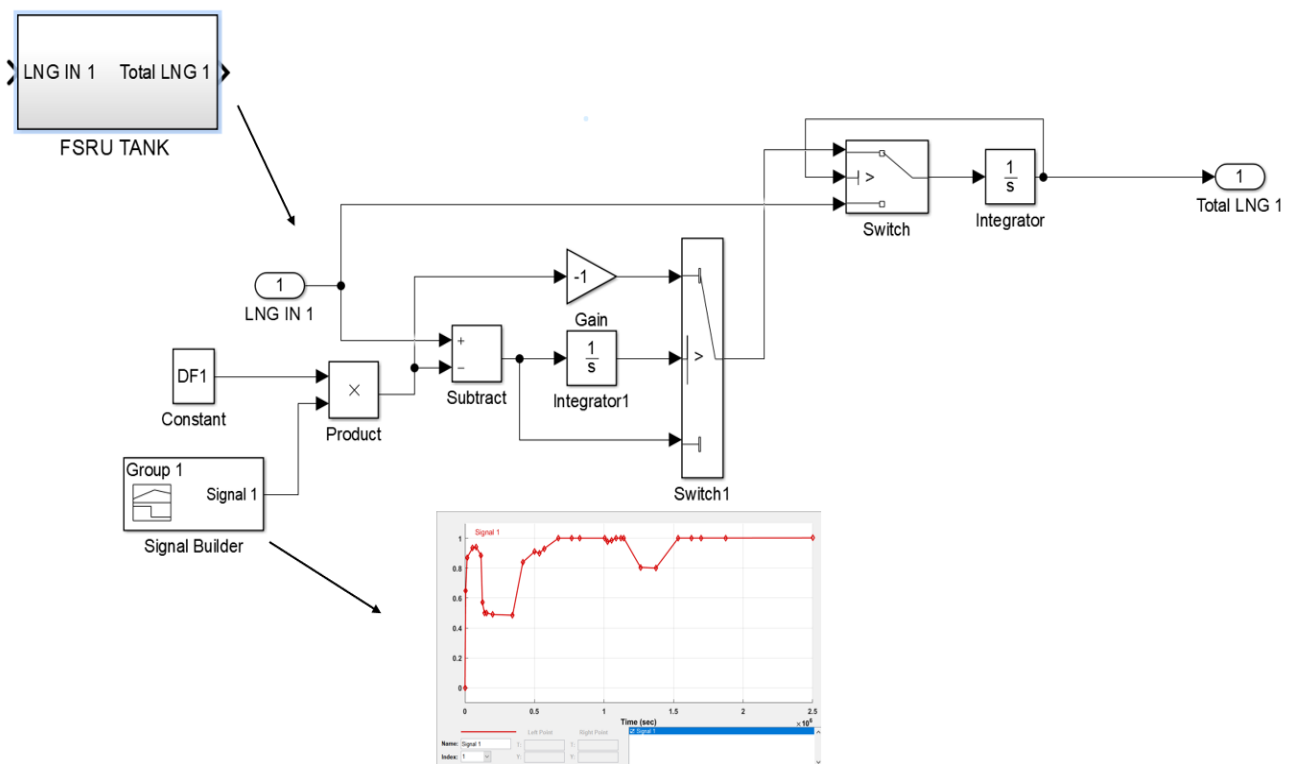 LNG IN 1 Total LNG 1
FSRU TANK
>
Switch
1
s
Integrator
1
Total LNG 1
1
LNG IN 1
-1
Gain
+
−
Subtract
1
s
Integrator1
>
Switch1
DF1
Constant
×
Product
Group 1
Signal 1
Signal Builder
Signal 1
1
0.8
0.6
0.4
0.2
0
0 0.5 1 1.5 2 2.5
Time (sec)
×10⁶
Left Point Right Point
Name: Signal 1 T: T:
Index: 1 Y: Y:
Signal 1